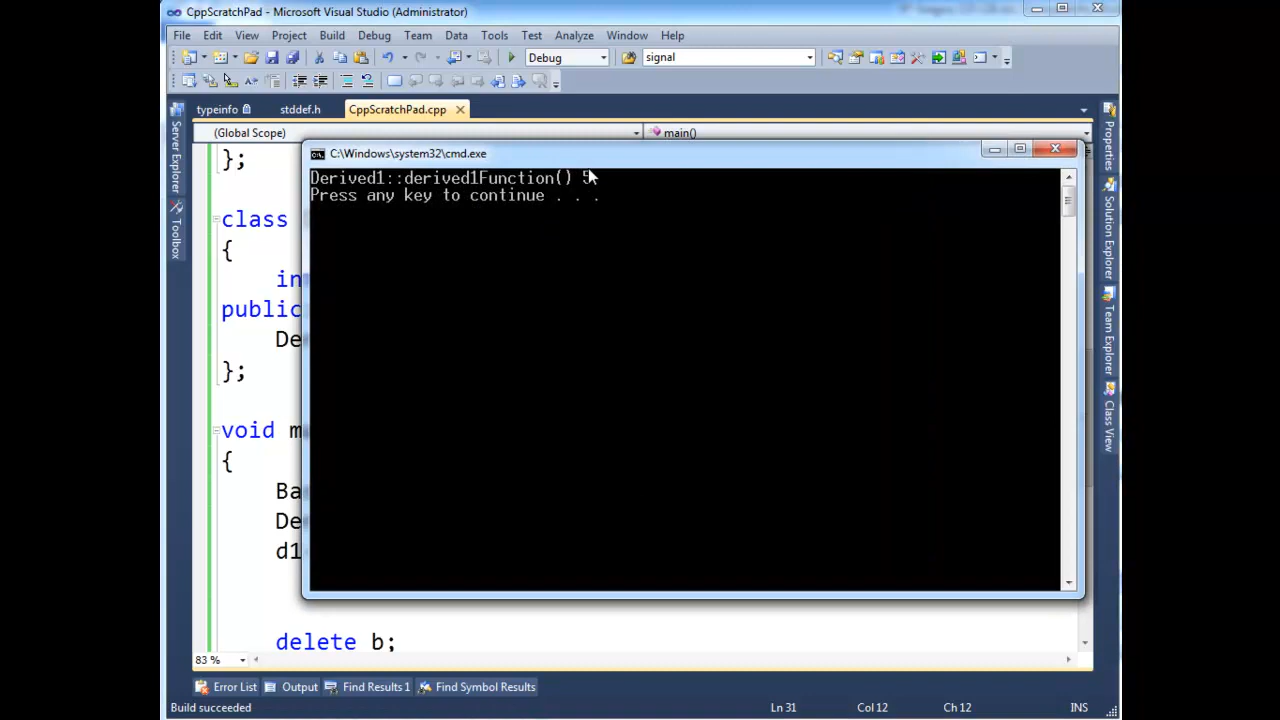 CppScratchPad - Microsoft Visual Studio (Administrator)
File Edit View Project Build Debug Team Data Tools Test Analyze Window Help
Debug signal
typeinfo stddef.h CppScratchPad.cpp
(Global Scope) main()
Server Explorer
Toolbox
Properties
Solution Explorer
Team Explorer
Class View
};
class
{
in
public
De
};
void m
{
Ba
De
d1
delete b;
C:\Windows\system32\cmd.exe
Derived1::derived1Function() 5
Press any key to continue . . .
83 %
Error List Output Find Results 1 Find Symbol Results
Build succeeded Ln 31 Col 12 Ch 12 INS